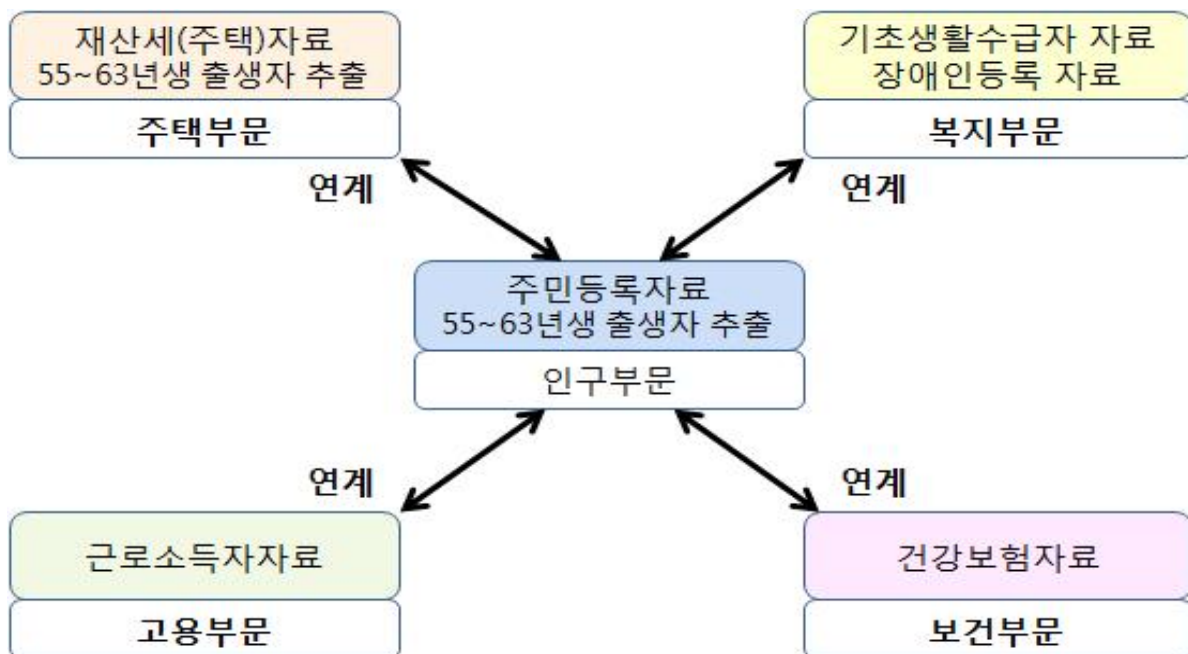 재산세(주택)자료
55~63년생 출생자 추출
주택부문
기초생활수급자 자료
장애인등록 자료
복지부문
연계
연계
주민등록자료
55~63년생 출생자 추출
인구부문
연계
연계
근로소득자자료
고용부문
건강보험자료
보건부문